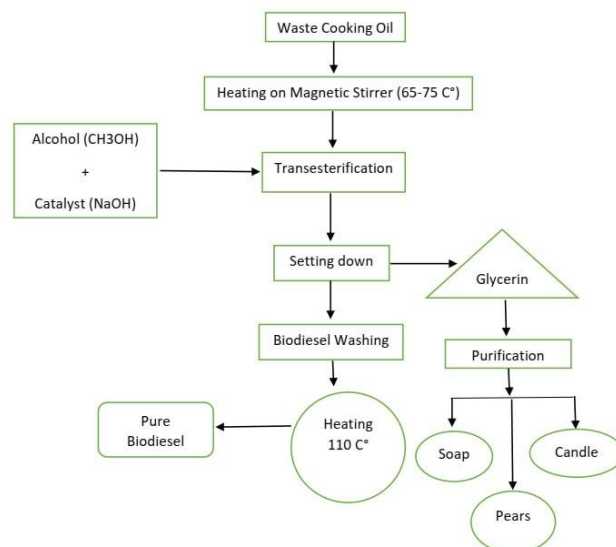 Waste Cooking Oil
Heating on Magnetic Stirrer (65-75 C°)
Alcohol (CH3OH)
+
Catalyst (NaOH)
Transesterification
Setting down
Glycerin
Biodiesel Washing
Purification
Pure
Biodiesel
Heating
110 C°
Soap
Candle
Pears